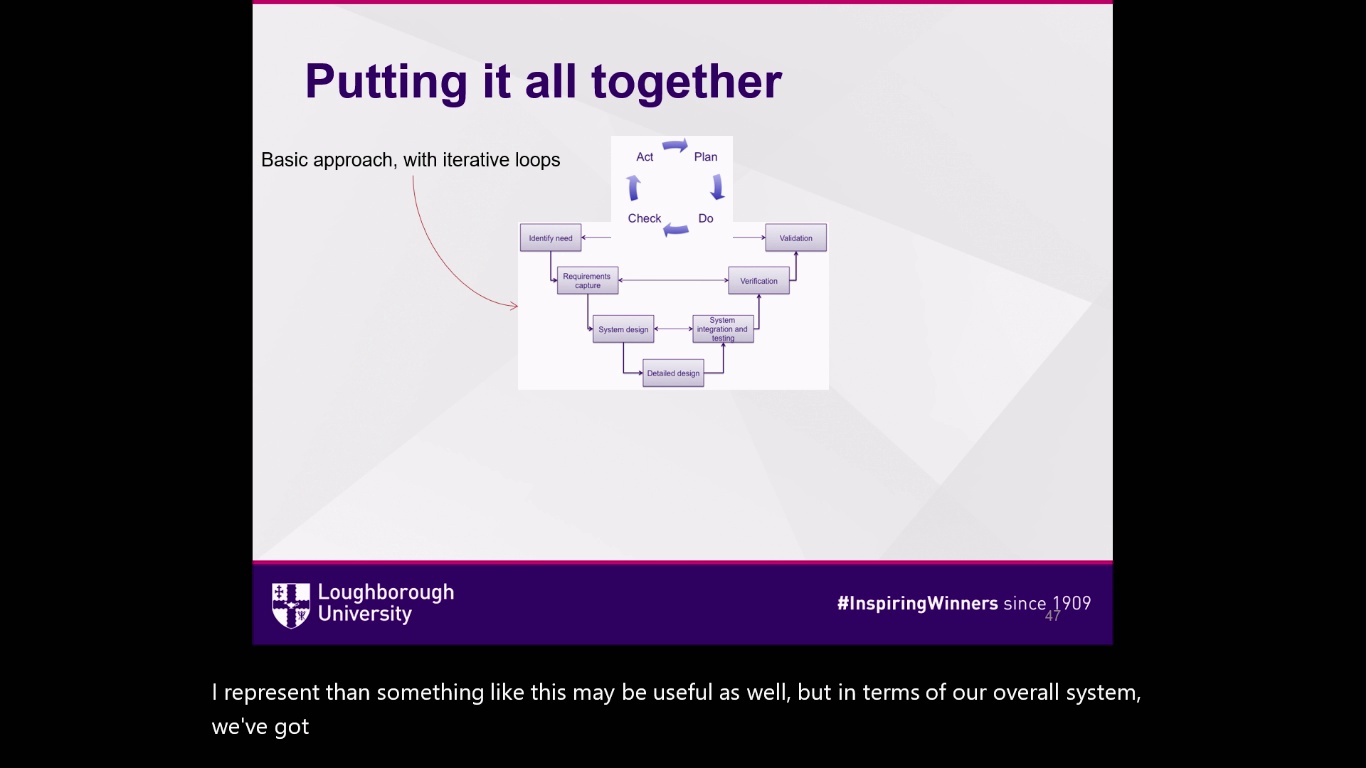 Putting it all together
Basic approach, with iterative loops
Act
Plan
Check
Do
Identify need
Validation
Requirements
capture
Verification
System design
System
integration and
testing
Detailed design
Loughborough
University
#InspiringWinners since 1909
47
I represent than something like this may be useful as well, but in terms of our overall system,
we've got